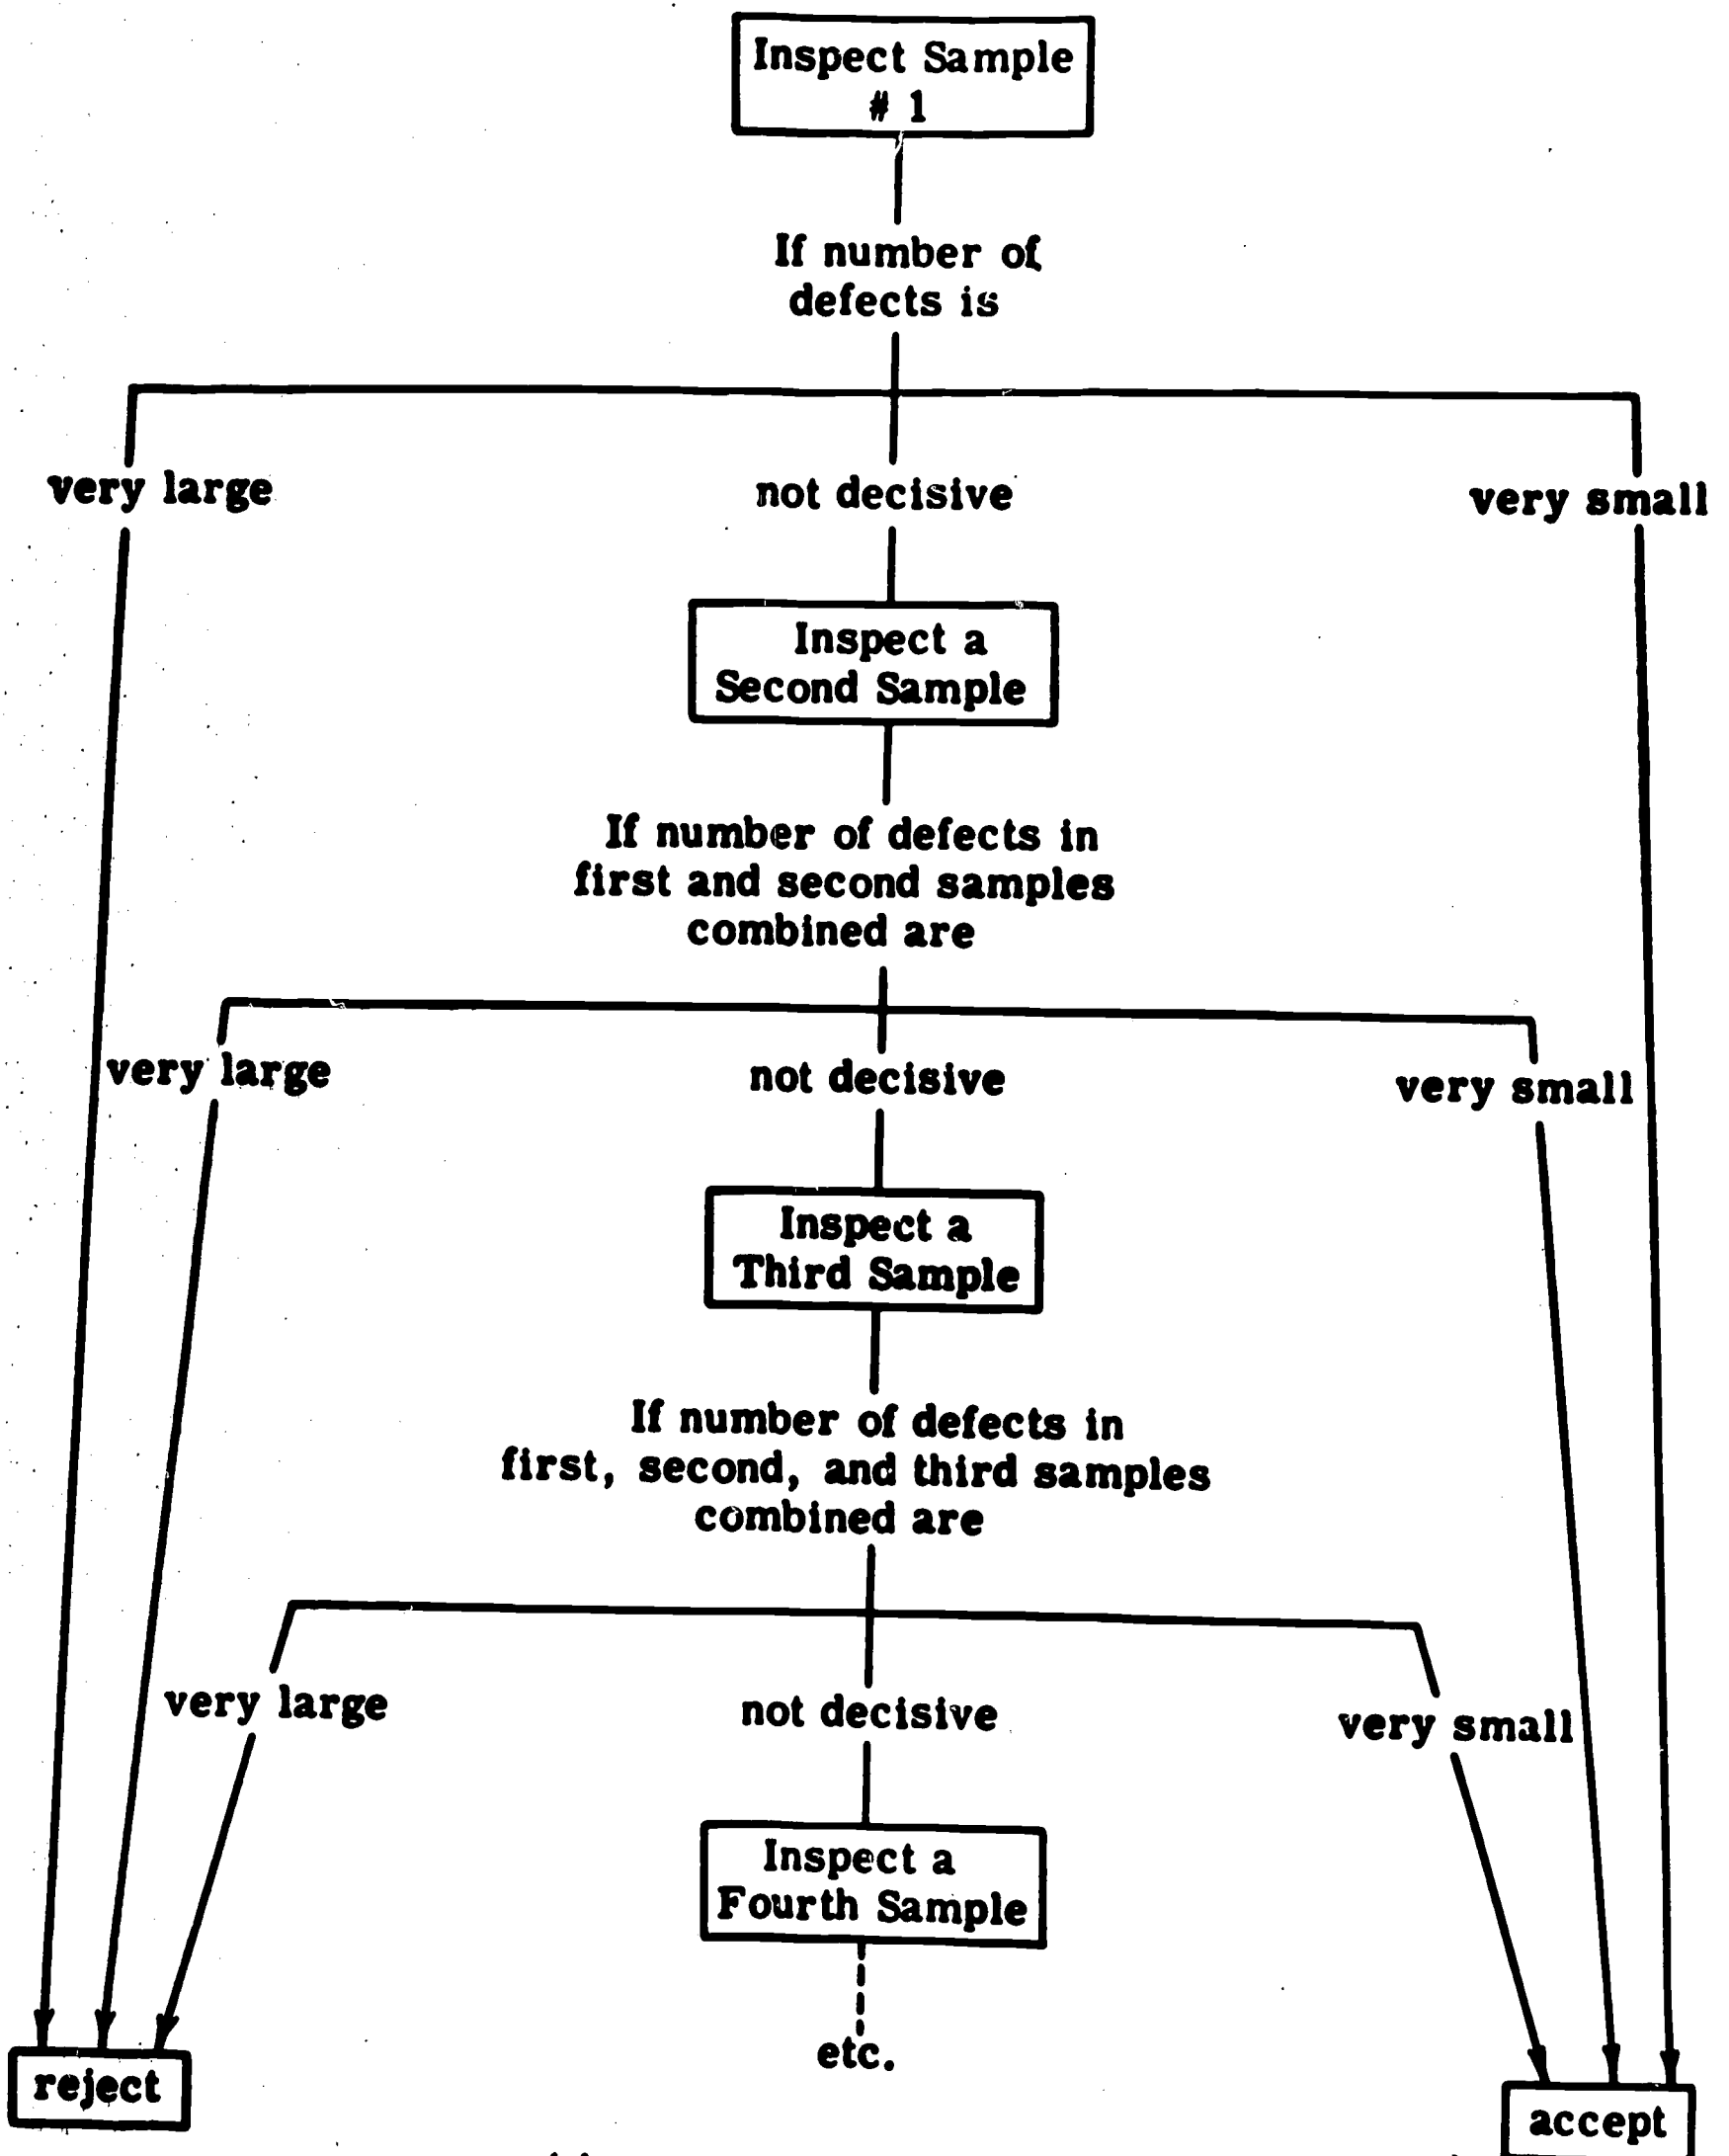 Inspect Sample
# 1
If number of
defects is
very large
not decisive
very small
Inspect a
Second Sample
If number of defects in
first and second samples
combined are
very large
not decisive
very small
Inspect a
Third Sample
If number of defects in
first, second, and third samples
combined are
very large
not decisive
very small
Inspect a
Fourth Sample
etc.
reject
accept